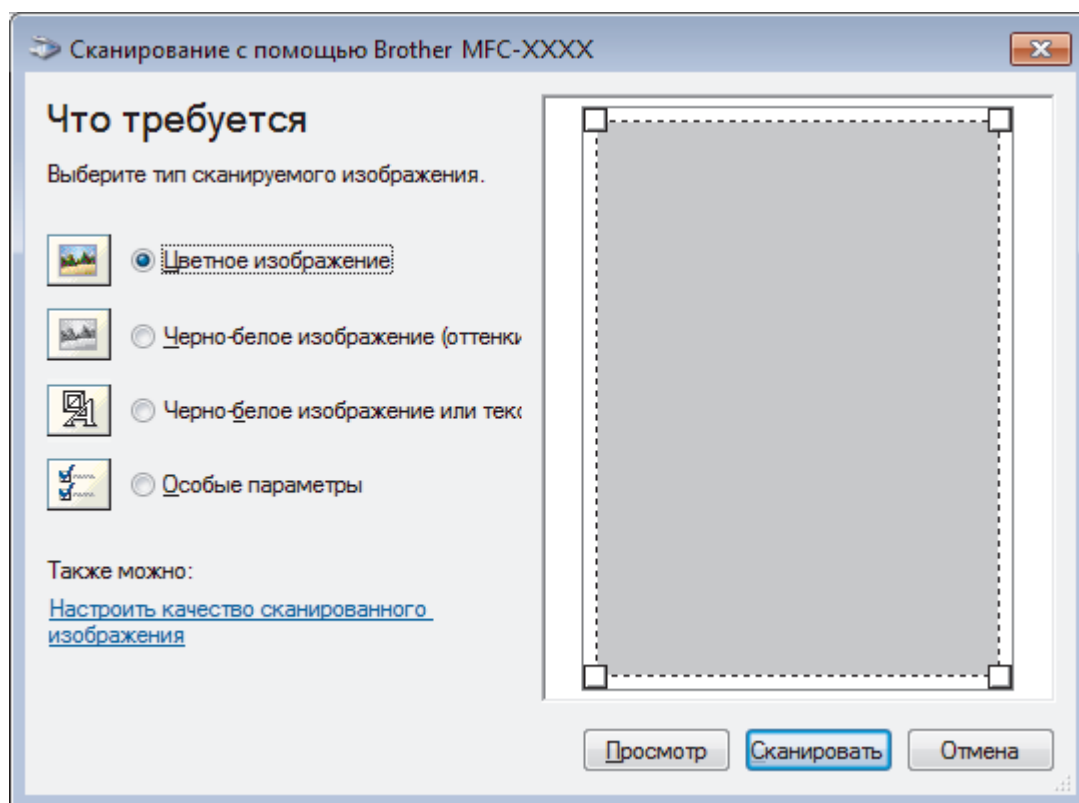 Сканирование с помощью Brother MFC-XXXX
Что требуется
Выберите тип сканируемого изображения.
Цветное изображение
Черно-белое изображение (оттенки
Черно-белое изображение или текс
Особые параметры
Также можно:
Настроить качество сканированного
изображения
Просмотр Сканировать Отмена